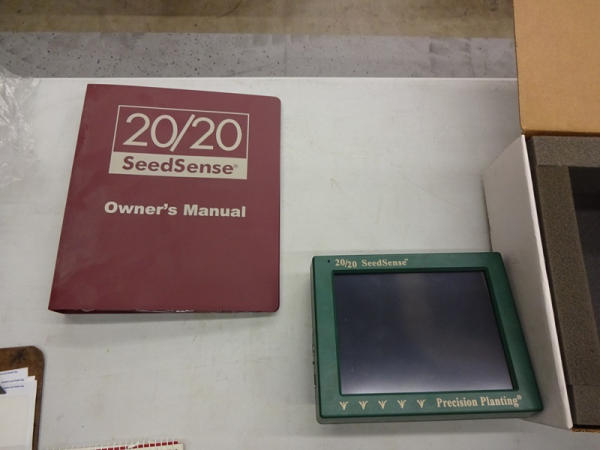 20/20
SeedSense®
Owner's Manual
20/20 SeedSense®
Precision Planting®